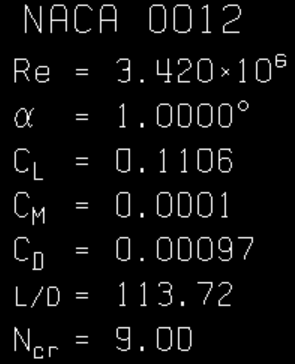 NACA 0012
Re = 3.420×10⁶
α = 1.0000°
C_L = 0.1106
C_M = 0.0001
C_D = 0.00097
L/D = 113.72
N_cr = 9.00